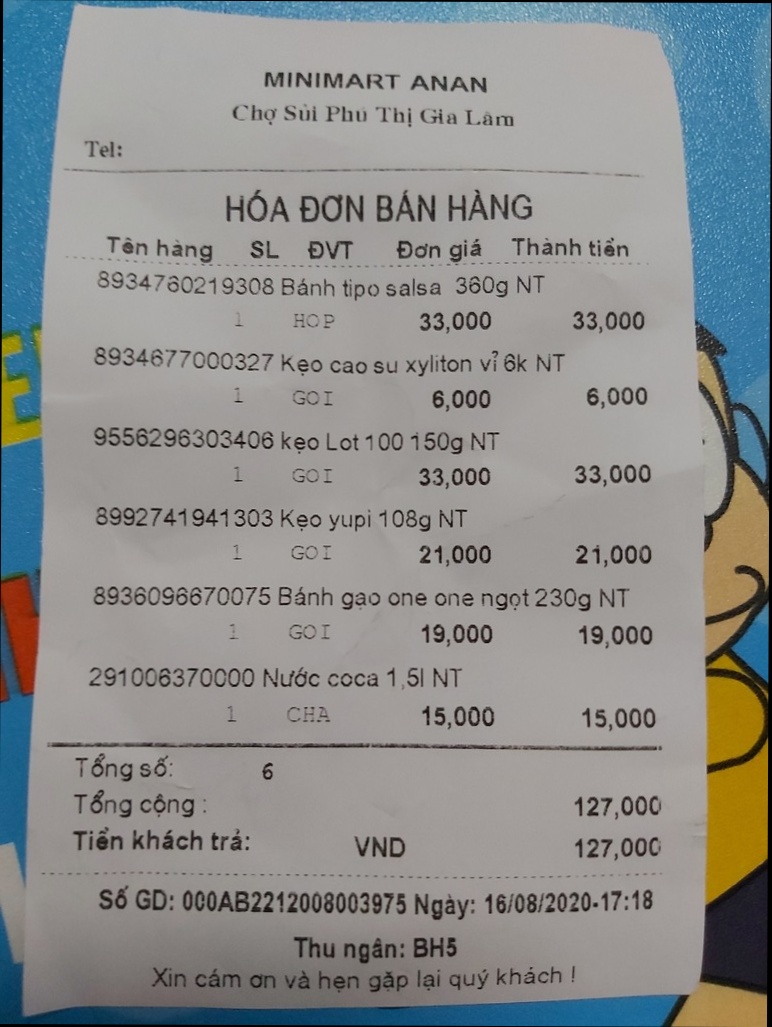 MINIMART ANAN
Chợ Sủi Phú Thị Gia Lâm
Tel:
HÓA ĐƠN BÁN HÀNG
Tên hàng SL ĐVT Đơn giá Thành tiền
8934760219308 Bánh tipo salsa 360g NT
1 HOP 33,000 33,000
8934677000327 Kẹo cao su xyliton vỉ 6k NT
1 GOI 6,000 6,000
9556296303406 kẹo Lot 100 150g NT
1 GOI 33,000 33,000
8992741941303 Kẹo yupi 108g NT
1 GOI 21,000 21,000
8936096670075 Bánh gạo one one ngọt 230g NT
1 GOI 19,000 19,000
291006370000 Nước coca 1,5l NT
1 CHA 15,000 15,000
Tổng số: 6
Tổng cộng : 127,000
Tiền khách trả: VND 127,000
Số GD: 000AB2212008003975 Ngày: 16/08/2020-17:18
Thu ngân: BH5
Xin cám ơn và hẹn gặp lại quý khách !